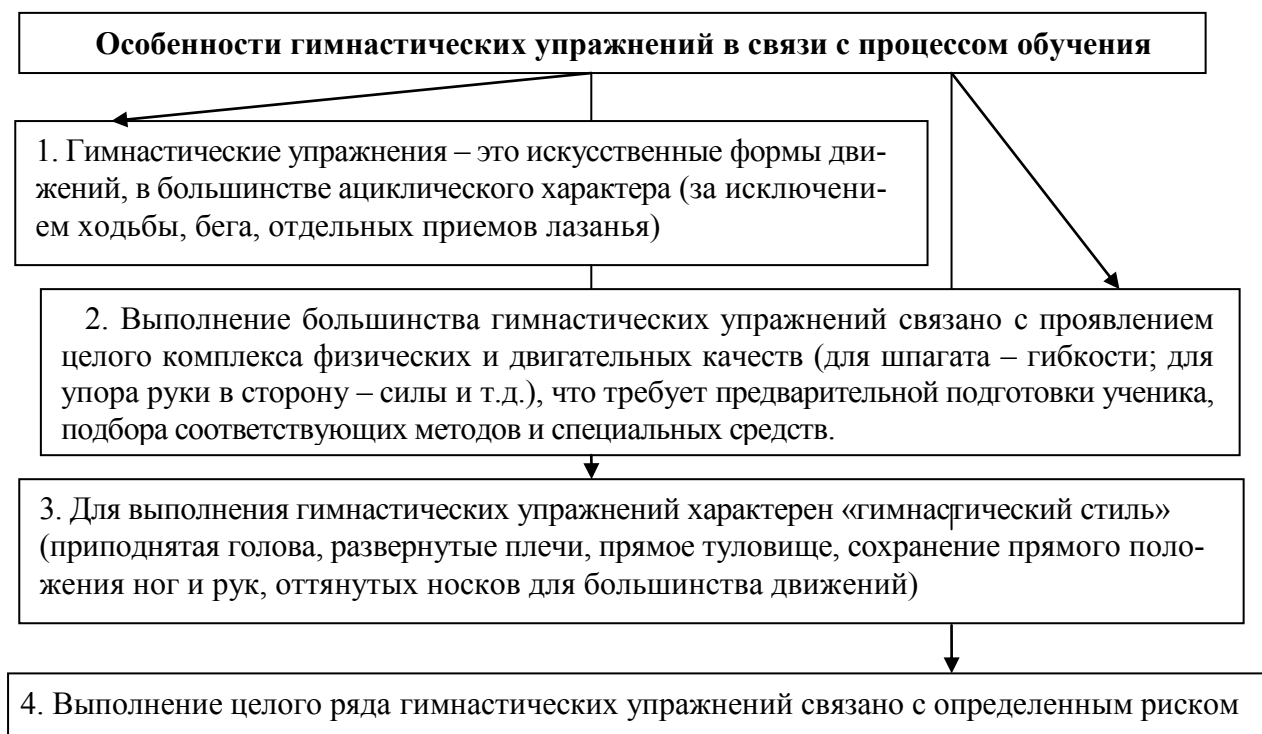 Особенности гимнастических упражнений в связи с процессом обучения
1. Гимнастические упражнения – это искусственные формы дви-
жений, в большинстве ациклического характера (за исключени-
ем ходьбы, бега, отдельных приемов лазанья)
2. Выполнение большинства гимнастических упражнений связано с проявлением
целого комплекса физических и двигательных качеств (для шпагата – гибкости; для
упора руки в сторону – силы и т.д.), что требует предварительной подготовки ученика,
подбора соответствующих методов и специальных средств.
3. Для выполнения гимнастических упражнений характерен «гимнастический стиль»
(приподнятая голова, развернутые плечи, прямое туловище, сохранение прямого поло-
жения ног и рук, оттянутых носков для большинства движений)
4. Выполнение целого ряда гимнастических упражнений связано с определенным риском